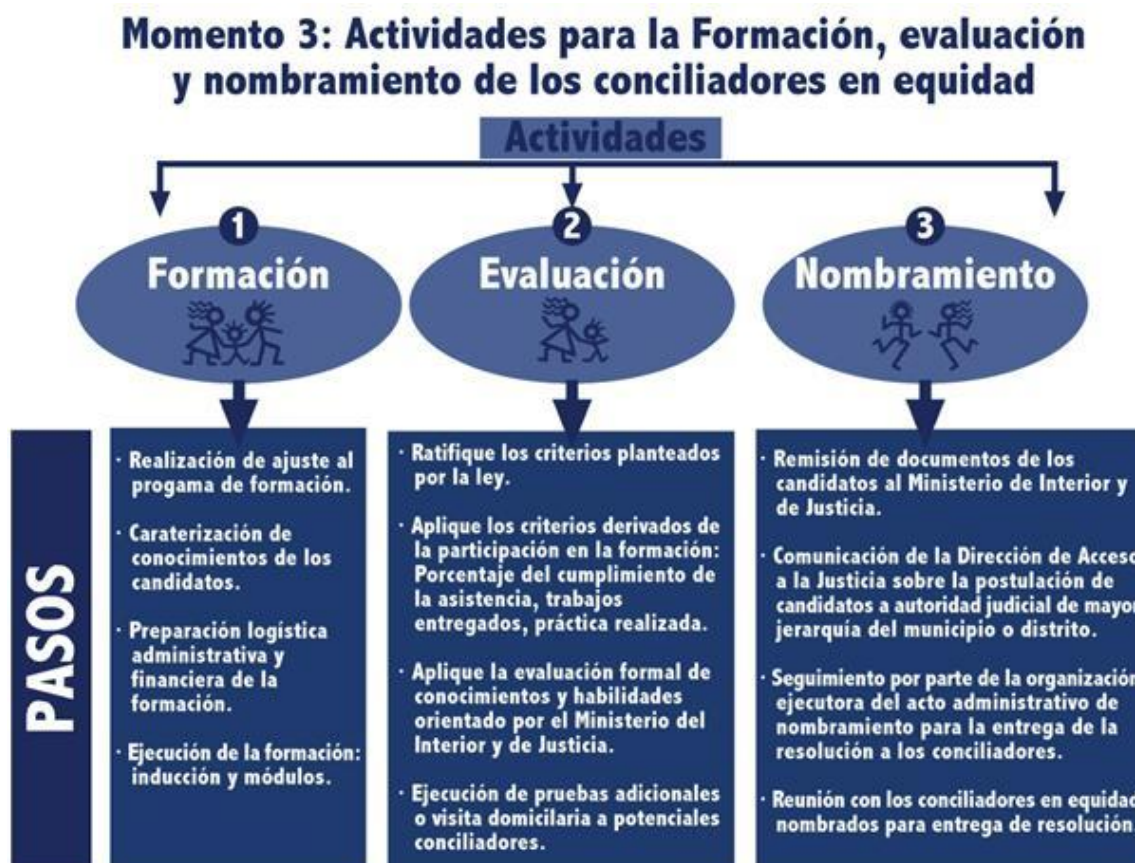 Momento 3: Actividades para la Formación, evaluación
y nombramiento de los conciliadores en equidad
Actividades
1
Formación
2
Evaluación
3
Nombramiento
PASOS
· Realización de ajuste al
progama de formación.
· Caraterización de
conocimientos de los
candidatos.
· Preparación logística
administrativa y
financiera de la
formación.
· Ejecución de la formación:
inducción y módulos.
· Ratifique los criterios planteados
por la ley.
· Aplique los criterios derivados de
la participación en la formación:
Porcentaje del cumplimiento de
la asistencia, trabajos
entregados, práctica realizada.
· Aplique la evaluación formal de
conocimientos y habilidades
orientado por el Ministerio del
Interior y de Justicia.
· Ejecución de pruebas adicionales
o visita domicilaria a potenciales
conciliadores.
· Remisión de documentos de los
candidatos al Ministerio de Interior y
de Justicia.
· Comunicación de la Dirección de Acceso
a la Justicia sobre la postulación de
candidatos a autoridad judicial de mayor
jerarquía del municipio o distrito.
· Seguimiento por parte de la organización
ejecutora del acto administrativo de
nombramiento para la entrega de la
resolución a los conciliadores.
· Reunión con los conciliadores en equidad
nombrados para entrega de resolución.